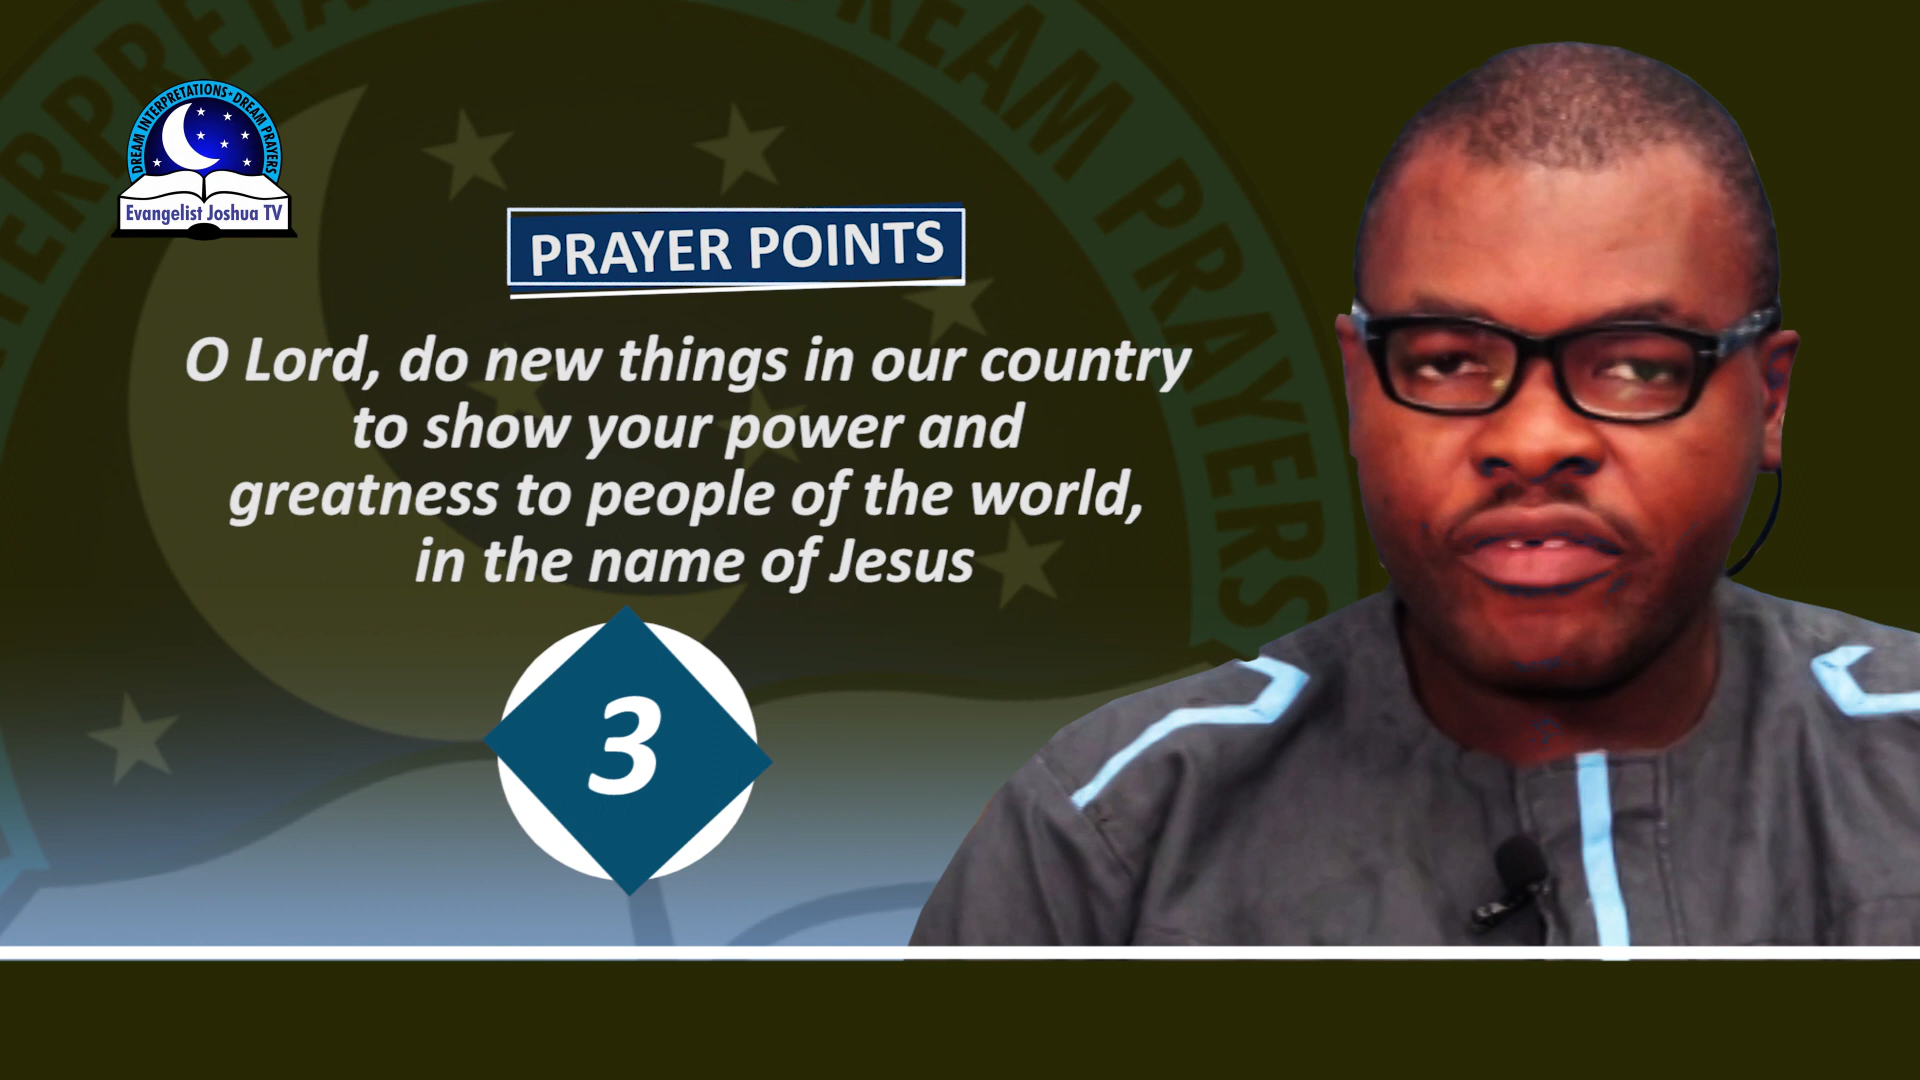 DREAM INTERPRETATIONS • DREAM PRAYERS
Evangelist Joshua TV
PRAYER POINTS
O Lord, do new things in our country
to show your power and
greatness to people of the world,
in the name of Jesus
3